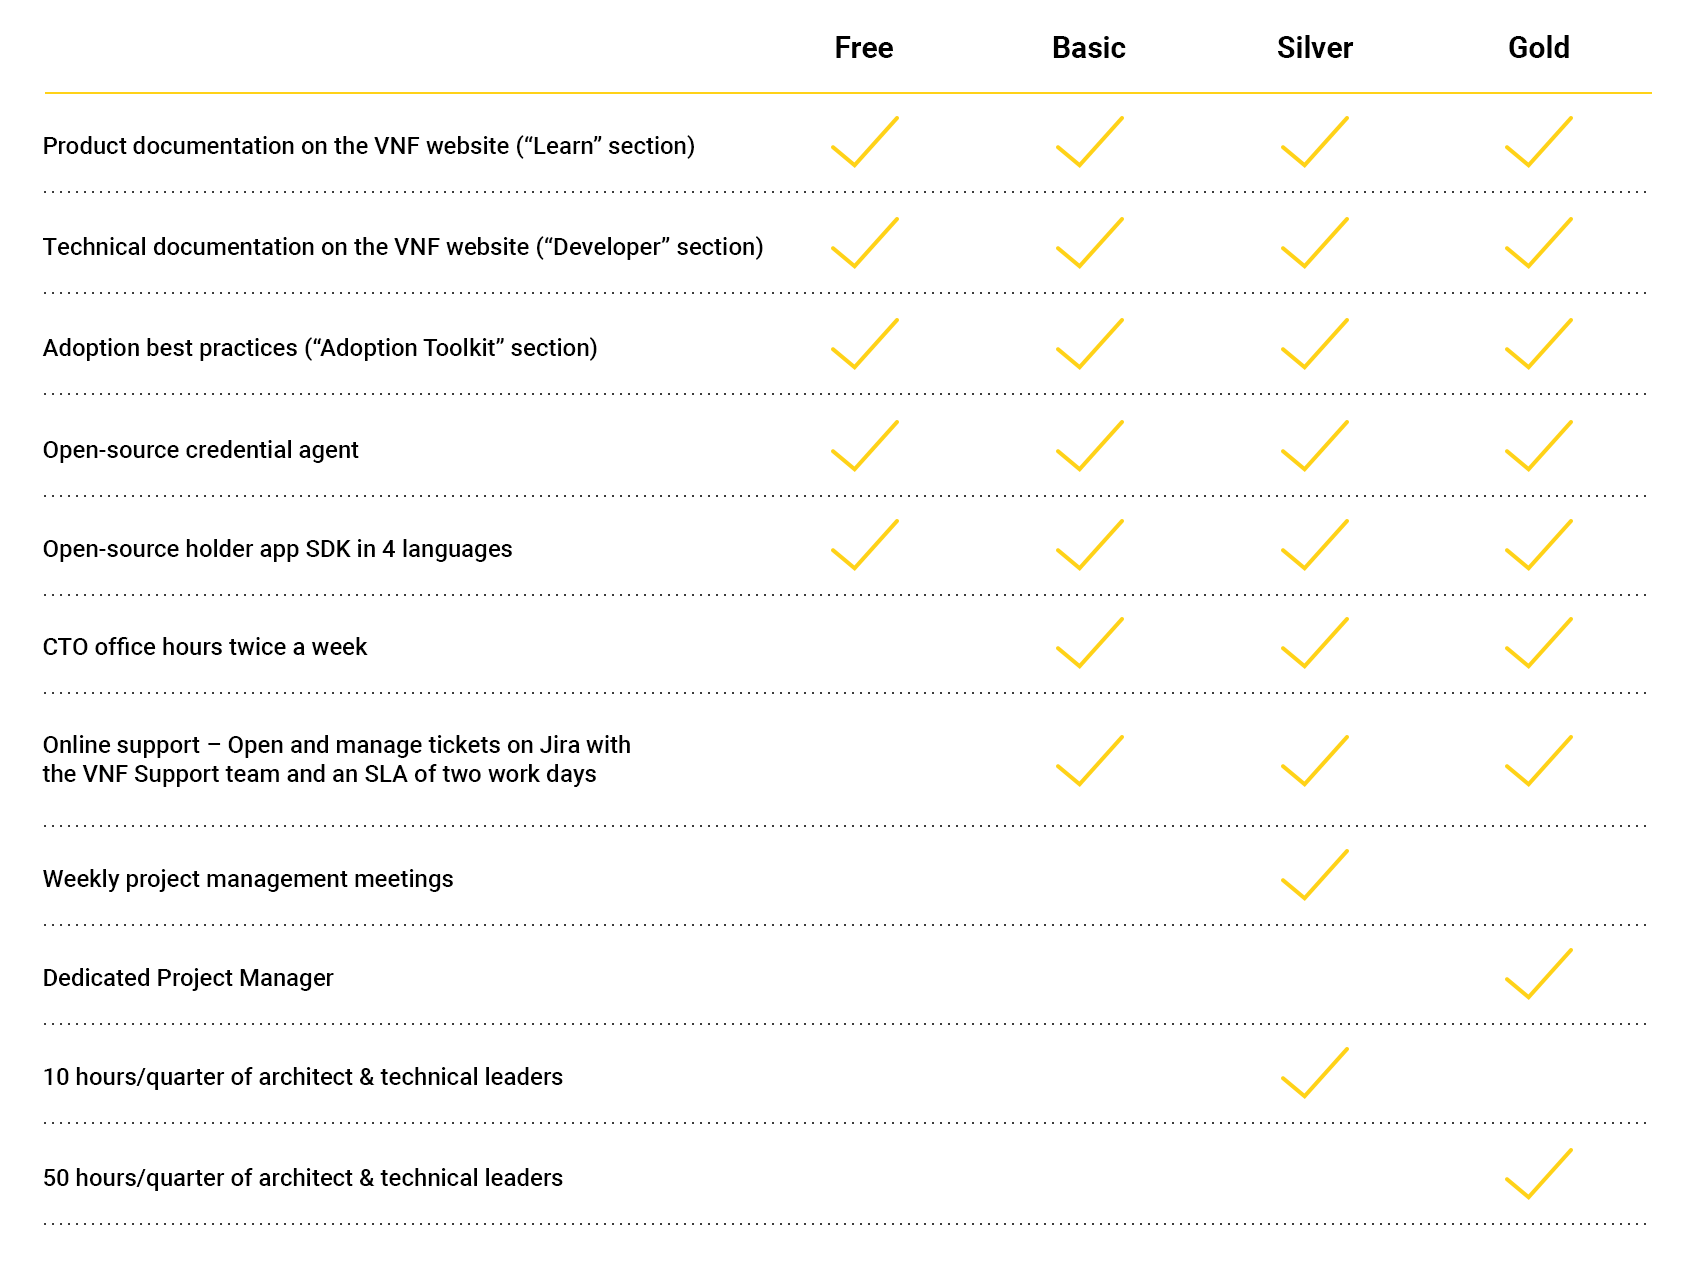 Free Basic Silver Gold
Product documentation on the VNF website (“Learn” section)
Technical documentation on the VNF website (“Developer” section)
Adoption best practices (“Adoption Toolkit” section)
Open-source credential agent
Open-source holder app SDK in 4 languages
CTO office hours twice a week
Online support – Open and manage tickets on Jira with
the VNF Support team and an SLA of two work days
Weekly project management meetings
Dedicated Project Manager
10 hours/quarter of architect & technical leaders
50 hours/quarter of architect & technical leaders